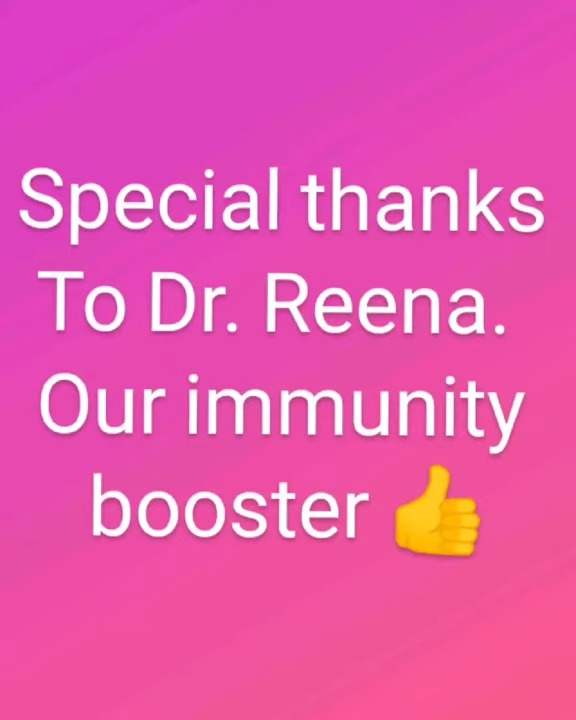 Special thanks
To Dr. Reena.
Our immunity
booster 👍